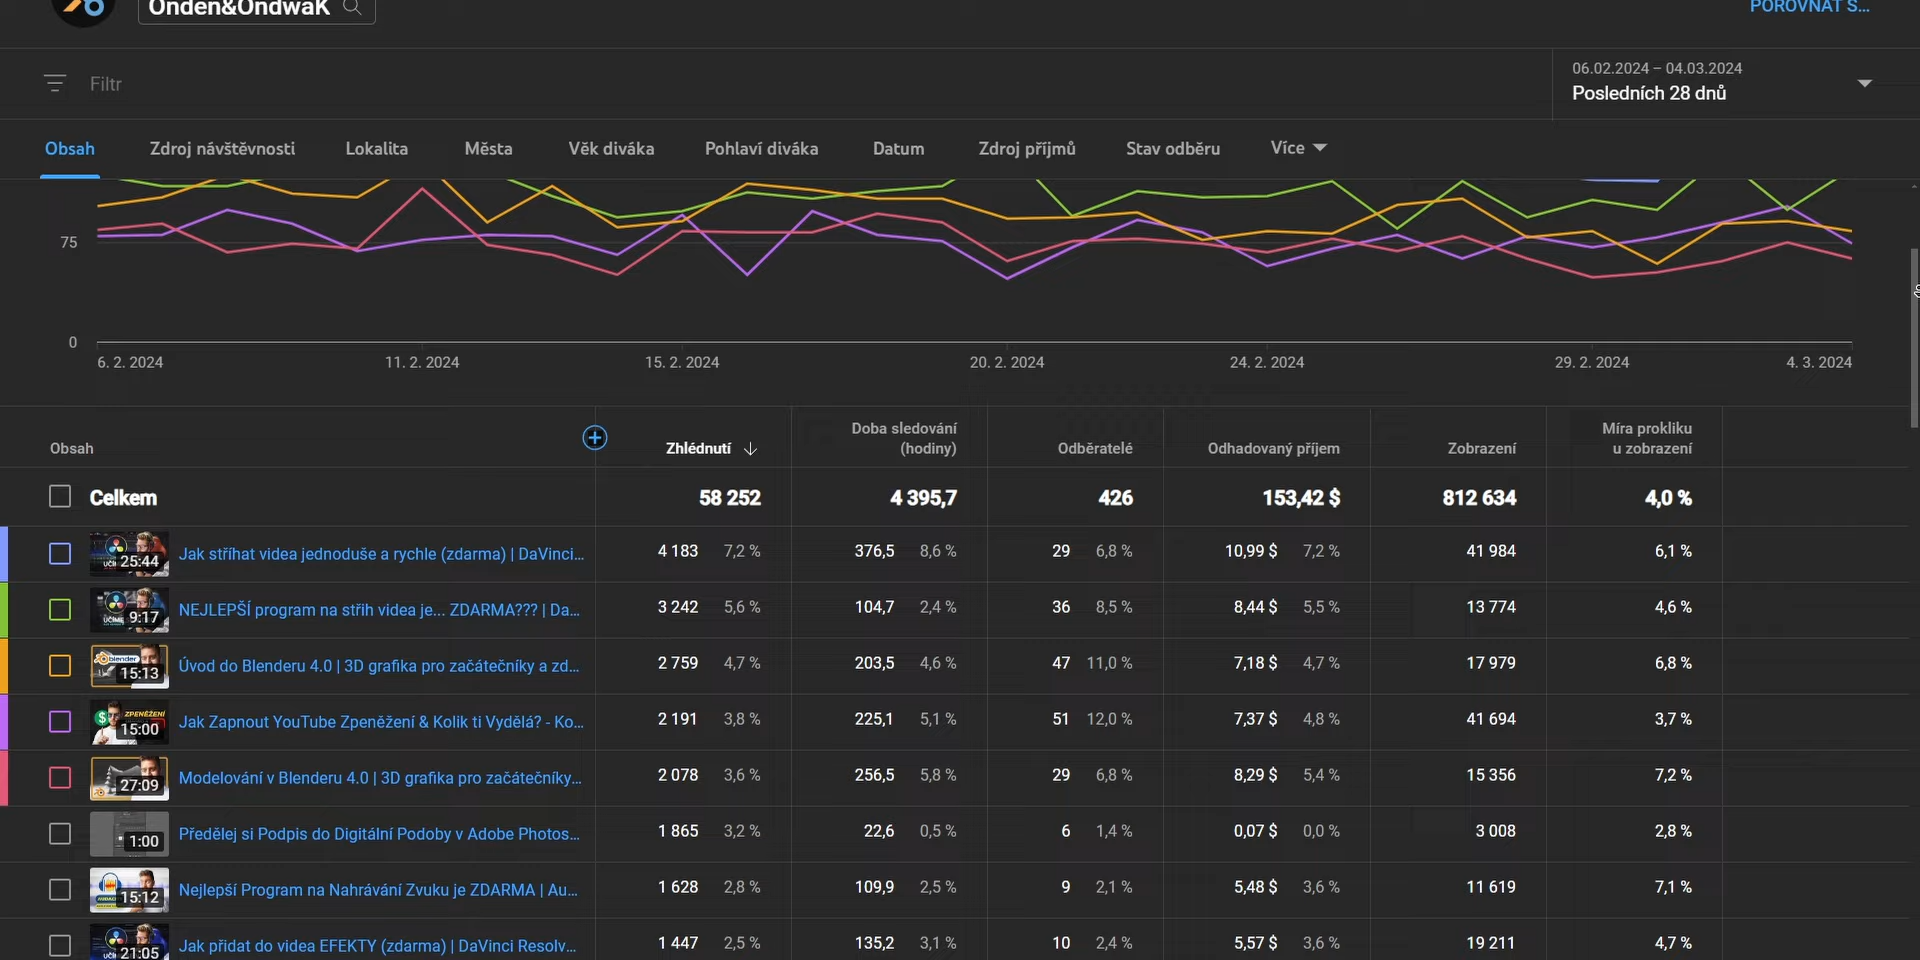 Onden&OndwaK
POROVNAT S...
Filtr
06.02.2024 – 04.03.2024
Posledních 28 dnů
Obsah Zdroj návštěvnosti Lokalita Města Věk diváka Pohlaví diváka Datum Zdroj příjmů Stav odběru Více
75
0
6. 2. 2024 11. 2. 2024 15. 2. 2024 20. 2. 2024 24. 2. 2024 29. 2. 2024 4. 3. 2024
Obsah Zhlédnutí Doba sledování (hodiny) Odběratelé Odhadovaný příjem Zobrazení Míra prokliku u zobrazení
Celkem 58 252 4 395,7 426 153,42 $ 812 634 4,0 %
25:44 Jak stříhat videa jednoduše a rychle (zdarma) | DaVinci... 4 183 7,2 % 376,5 8,6 % 29 6,8 % 10,99 $ 7,2 % 41 984 6,1 %
9:17 NEJLEPŠÍ program na střih videa je... ZDARMA??? | Da... 3 242 5,6 % 104,7 2,4 % 36 8,5 % 8,44 $ 5,5 % 13 774 4,6 %
blender 15:13 Úvod do Blenderu 4.0 | 3D grafika pro začátečníky a zd... 2 759 4,7 % 203,5 4,6 % 47 11,0 % 7,18 $ 4,7 % 17 979 6,8 %
ZPENĚŽENÍ 15:00 Jak Zapnout YouTube Zpeněžení & Kolik ti Vydělá? - Ko... 2 191 3,8 % 225,1 5,1 % 51 12,0 % 7,37 $ 4,8 % 41 694 3,7 %
27:09 Modelování v Blenderu 4.0 | 3D grafika pro začátečníky... 2 078 3,6 % 256,5 5,8 % 29 6,8 % 8,29 $ 5,4 % 15 356 7,2 %
1:00 Předělej si Podpis do Digitální Podoby v Adobe Photos... 1 865 3,2 % 22,6 0,5 % 6 1,4 % 0,07 $ 0,0 % 3 008 2,8 %
15:12 Nejlepší Program na Nahrávání Zvuku je ZDARMA | Au... 1 628 2,8 % 109,9 2,5 % 9 2,1 % 5,48 $ 3,6 % 11 619 7,1 %
21:05 Jak přidat do videa EFEKTY (zdarma) | DaVinci Resolv... 1 447 2,5 % 135,2 3,1 % 10 2,4 % 5,57 $ 3,6 % 19 211 4,7 %